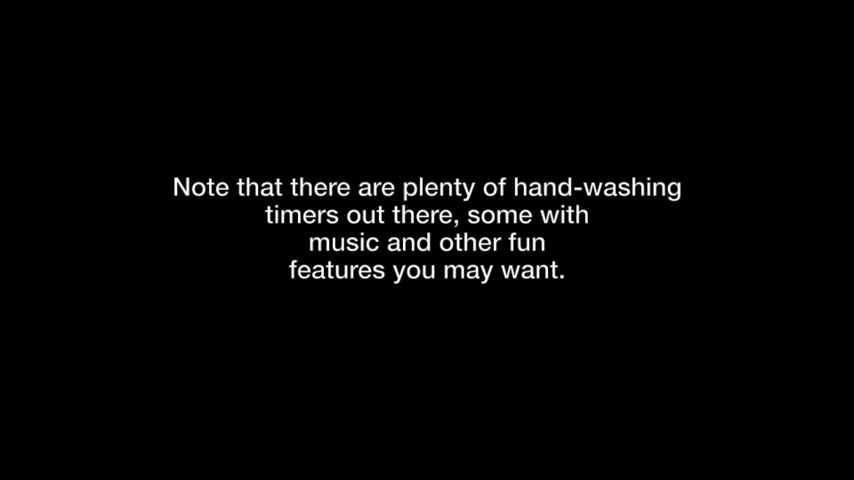 Note that there are plenty of hand-washing
timers out there, some with
music and other fun
features you may want.